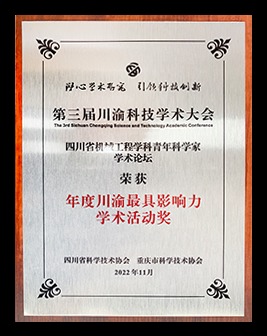 潜心学术研究 引领科技创新
第三届川渝科技学术大会
The 3rd Sichuan Chongqing Science and Technology Academic Conference
四川省机械工程学科青年科学家
学术论坛
荣获
年度川渝最具影响力
学术活动奖
四川省科学技术协会 重庆市科学技术协会
2022年11月